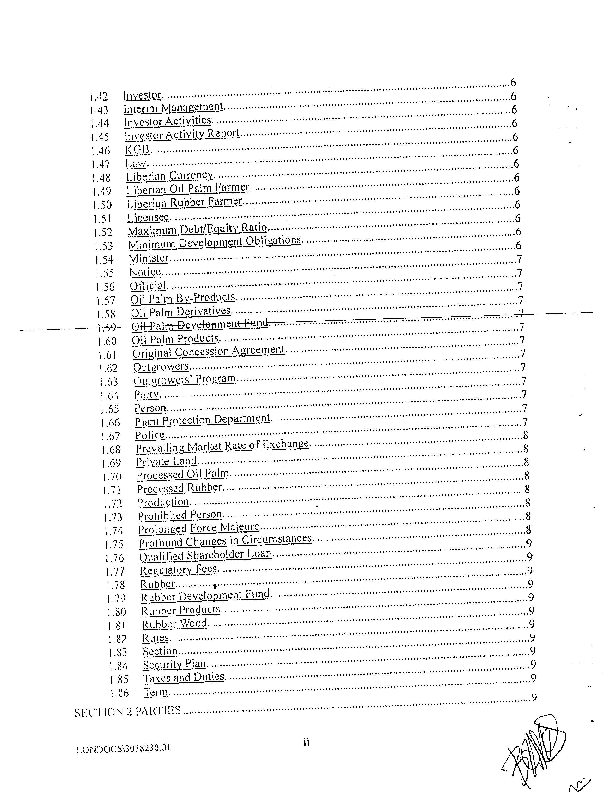 1.42 Investor 6
1.43 Interim Management 6
1.44 Investor Activities 6
1.45 Investor Activity Report 6
1.46 KGB 6
1.47 Law 6
1.48 Liberian Currency 6
1.49 Liberian Oil Palm Farmer 6
1.50 Liberian Rubber Farmer 6
1.51 Licensee 6
1.52 Maximum Debt/Equity Ratio 6
1.53 Minimum Development Obligations 6
1.54 Minister 7
1.55 Notice 7
1.56 Official 7
1.57 Oil Palm By-Products 7
1.58 Oil Palm Derivatives 7
1.59 Oil Palm Development Fund 7
1.60 Oil Palm Products 7
1.61 Original Concession Agreement 7
1.62 Outgrowers 7
1.63 Outgrowers' Program 7
1.64 Party 7
1.65 Person 7
1.66 Plant Protection Department 7
1.67 Police 8
1.68 Prevailing Market Rate of Exchange 8
1.69 Private Land 8
1.70 Processed Oil Palm 8
1.71 Processed Rubber 8
1.72 Production 8
1.73 Prohibited Person 8
1.74 Prolonged Force Majeure 8
1.75 Profound Changes in Circumstances 9
1.76 Qualified Shareholder Loan 9
1.77 Regulatory Fees 9
1.78 Rubber 9
1.79 Rubber Development Fund 9
1.80 Rubber Products 9
1.81 Rubber Wood 9
1.82 Rules 9
1.83 Section 9
1.84 Security Plan 9
1.85 Taxes and Duties 9
1.86 Term 9
SECTION 2 PARTIES 9
ii